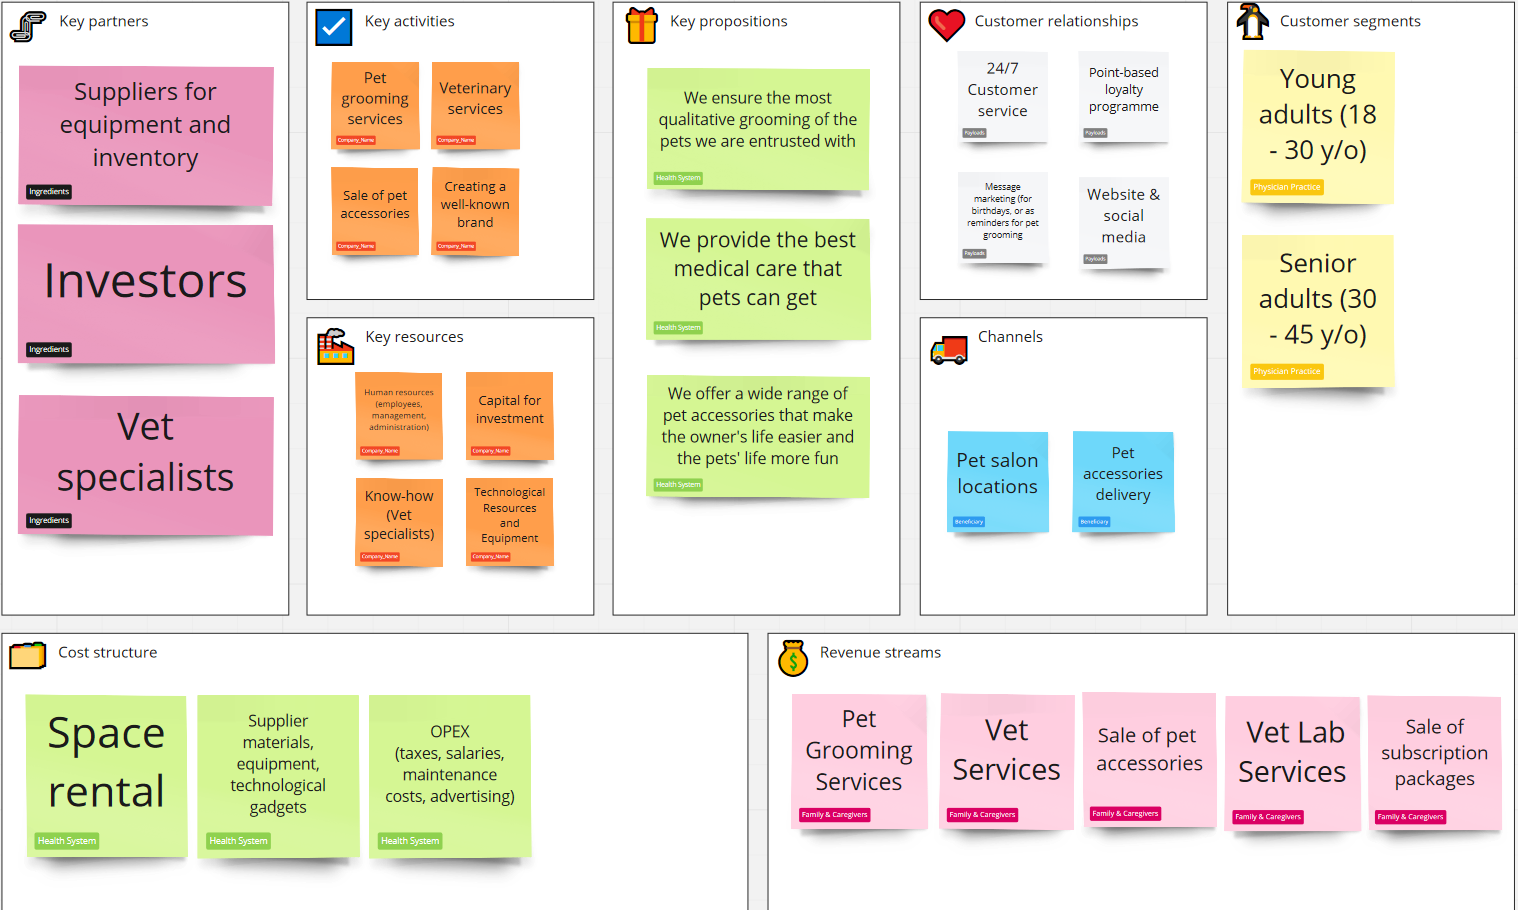 Key partners
Suppliers for
equipment and
inventory
Ingredients
Investors
Ingredients
Vet
specialists
Ingredients
Key activities
Pet
grooming
services
Company_Name
Veterinary
services
Company_Name
Sale of pet
accessories
Company_Name
Creating a
well-known
brand
Company_Name
Key resources
Human resources
(employees,
management,
administration)
Company_Name
Capital for
investment
Company_Name
Know-how
(Vet
specialists)
Company_Name
Technological
Resources
and
Equipment
Company_Name
Key propositions
We ensure the most
qualitative grooming of the
pets we are entrusted with
Health System
We provide the best
medical care that
pets can get
Health System
We offer a wide range of
pet accessories that make
the owner's life easier and
the pets' life more fun
Health System
Customer relationships
24/7
Customer
service
Payloads
Point-based
loyalty
programme
Payloads
Message
marketing (for
birthdays, or as
reminders for pet
grooming
Payloads
Website &
social
media
Payloads
Channels
Pet salon
locations
Beneficiary
Pet
accessories
delivery
Beneficiary
Customer segments
Young
adults (18
- 30 y/o)
Physician Practice
Senior
adults (30
- 45 y/o)
Physician Practice
Cost structure
Space
rental
Health System
Supplier
materials,
equipment,
technological
gadgets
Health System
OPEX
(taxes, salaries,
maintenance
costs, advertising)
Health System
Revenue streams
Pet
Grooming
Services
Family & Caregivers
Vet
Services
Family & Caregivers
Sale of pet
accessories
Family & Caregivers
Vet Lab
Services
Family & Caregivers
Sale of
subscription
packages
Family & Caregivers